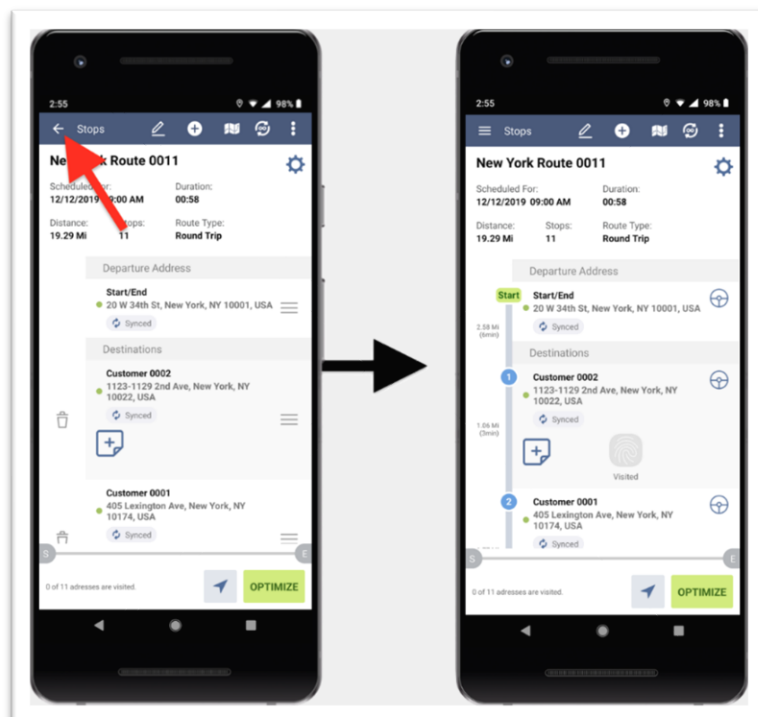 2:55
98%
Stops
Ne k Route 0011
Scheduled For:
Duration:
12/12/2019 09:00 AM
00:58
Distance:
tops:
Route Type:
19.29 Mi
11
Round Trip
Departure Address
Start/End
20 W 34th St, New York, NY 10001, USA
Synced
Destinations
Customer 0002
1123-1129 2nd Ave, New York, NY
10022, USA
Synced
Customer 0001
405 Lexington Ave, New York, NY
10174, USA
Synced
S
E
0 of 11 adresses are visited.
OPTIMIZE
2:55
98%
Stops
New York Route 0011
Scheduled For:
Duration:
12/12/2019 09:00 AM
00:58
Distance:
Stops:
Route Type:
19.29 Mi
11
Round Trip
Departure Address
Start
Start/End
20 W 34th St, New York, NY 10001, USA
2.58 Mi
(6min)
Synced
Destinations
1
Customer 0002
1123-1129 2nd Ave, New York, NY
10022, USA
1.06 Mi
(3min)
Synced
Visited
2
Customer 0001
405 Lexington Ave, New York, NY
10174, USA
Synced
S
E
0 of 11 adresses are visited.
OPTIMIZE